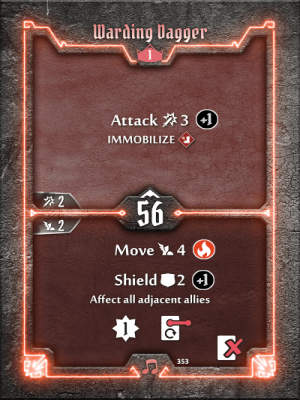 Warding Dagger
1
Attack 3 +1
IMMOBILIZE
2
56
2
Move 4
Shield 2 +1
Affect all adjacent allies
1
353